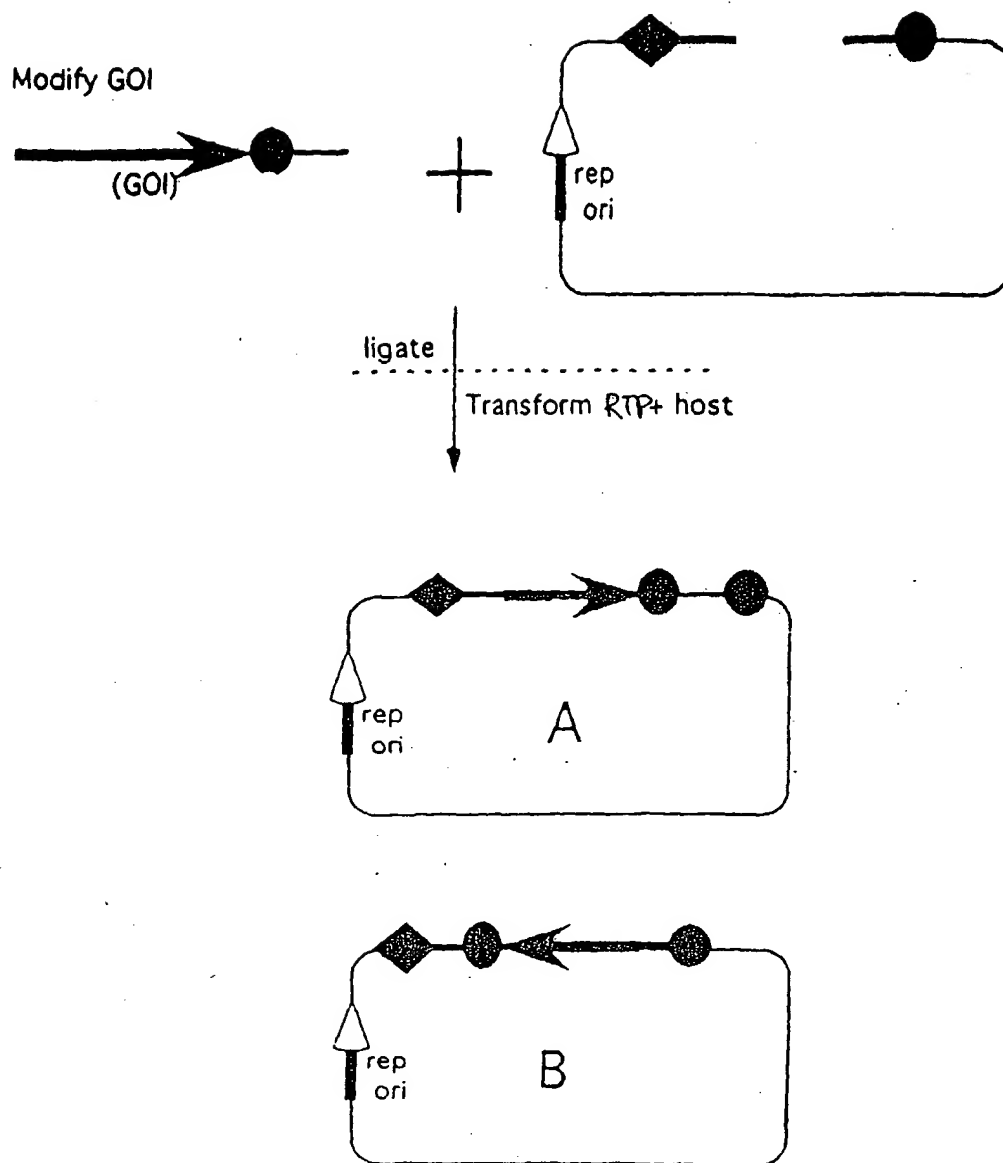 Modify GOI
(GOI)
rep
ori
ligate
Transform RTP+ host
rep
ori
A
rep
ori
B